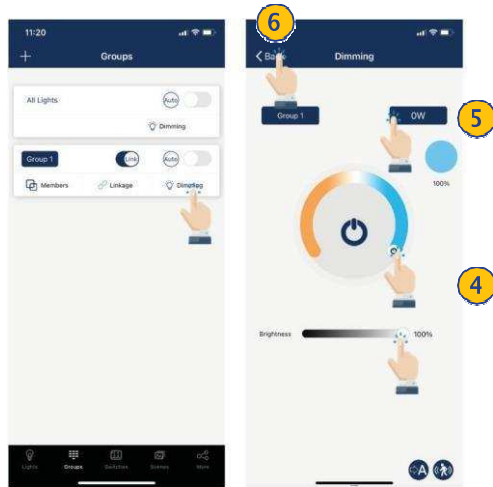 11:20
Groups
All Lights
Auto
Dimming
Group 1
Link
Auto
Members
Linkage
Dimming
Lights
Groups
Switches
Scenes
More
6
Back
Dimming
Group 1
0W
5
100%
4
Brightness
100%
A